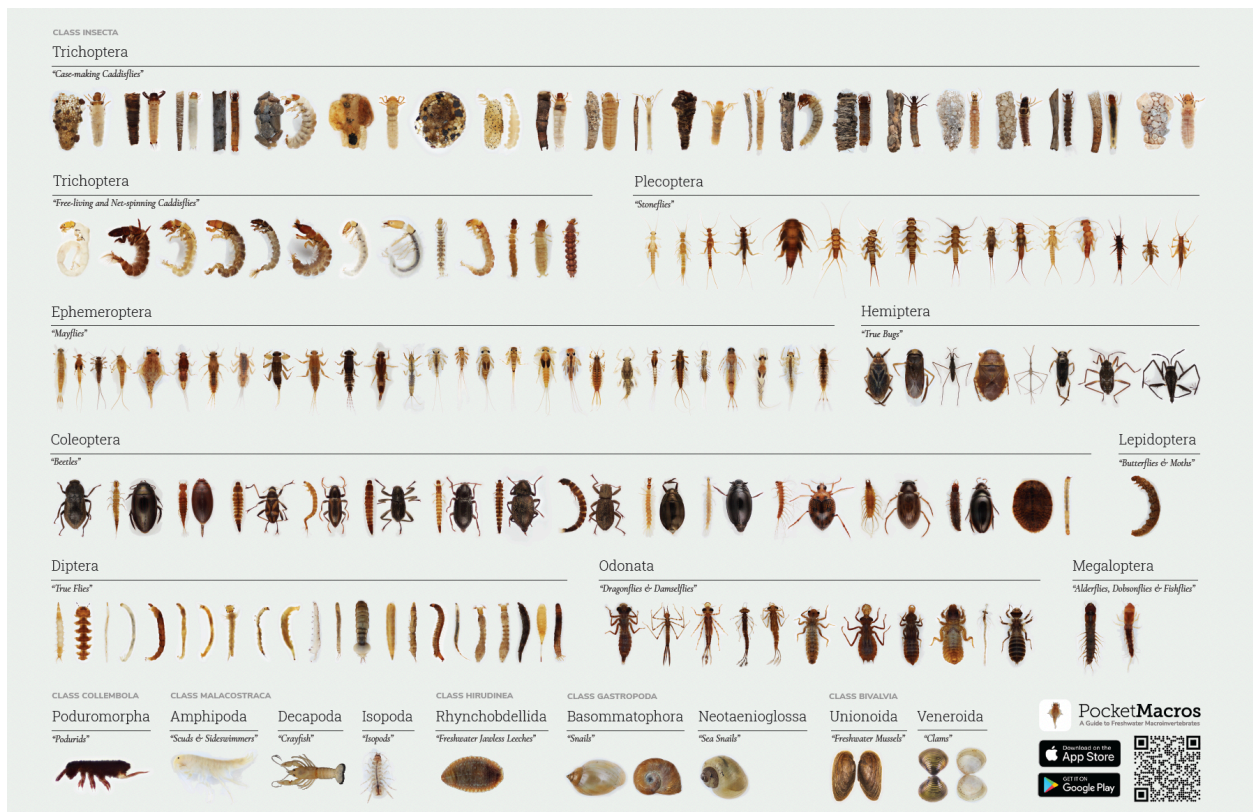 CLASS INSECTA
Trichoptera
“Case-making Caddisflies”
Trichoptera
“Free-living and Net-spinning Caddisflies”
Plecoptera
“Stoneflies”
Ephemeroptera
“Mayflies”
Hemiptera
“True Bugs”
Coleoptera
“Beetles”
Lepidoptera
“Butterflies & Moths”
Diptera
“True Flies”
Odonata
“Dragonflies & Damselflies”
Megaloptera
“Alderflies, Dobsonflies & Fishflies”
CLASS COLLEMBOLA
Poduromorpha
“Podurids”
CLASS MALACOSTRACA
Amphipoda
“Scuds & Sideswimmers”
Decapoda
“Crayfish”
Isopoda
“Isopods”
CLASS HIRUDINEA
Rhynchobdellida
“Freshwater Jawless Leeches”
CLASS GASTROPODA
Basommatophora
“Snails”
Neotaenioglossa
“Sea Snails”
CLASS BIVALVIA
Unionoida
“Freshwater Mussels”
Veneroida
“Clams”
PocketMacros
A Guide to Freshwater Macroinvertebrates
Download on the
App Store
GET IT ON
Google Play